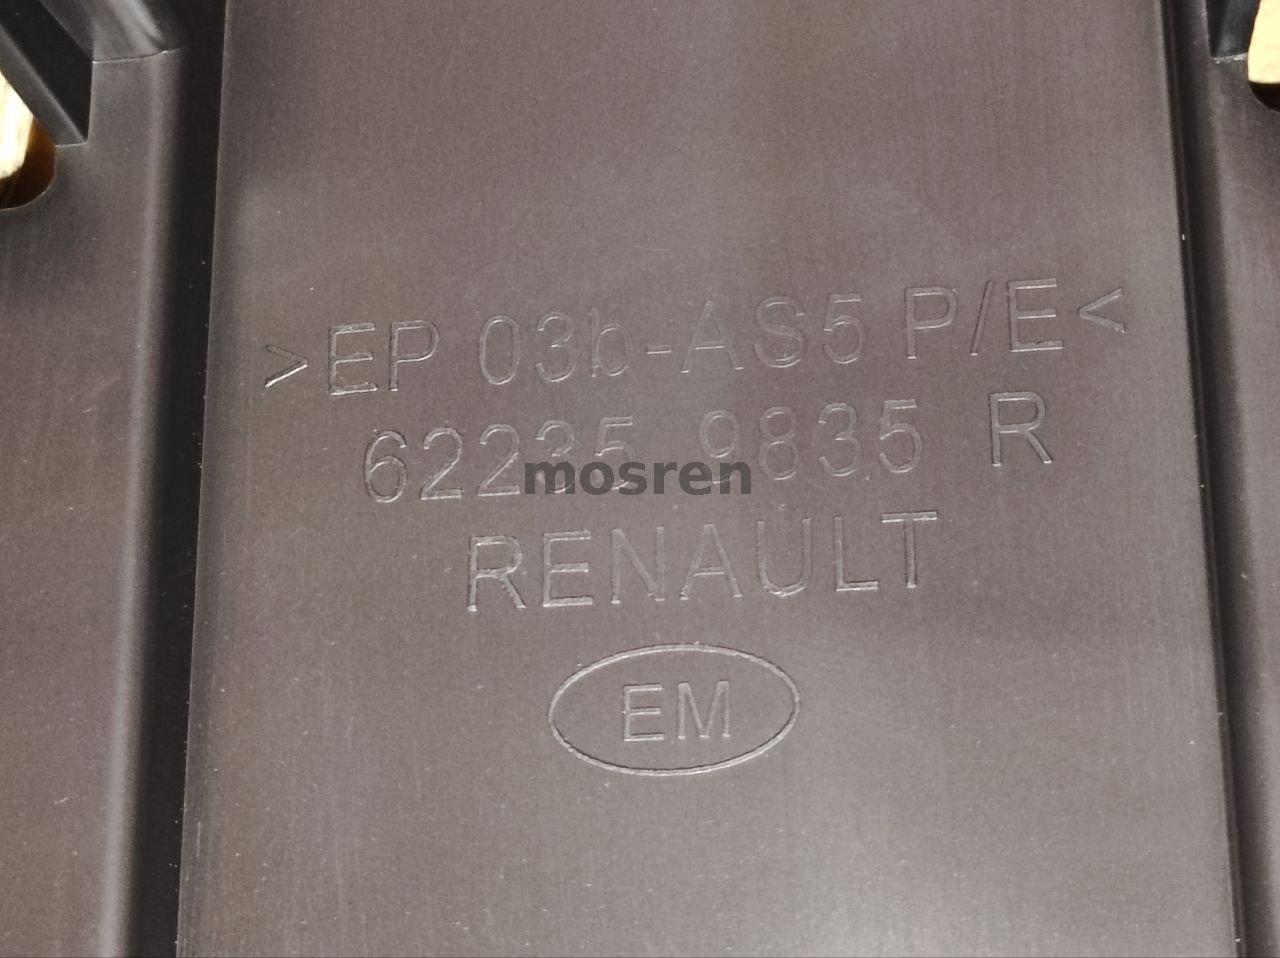 >EP 03b-AS5 P/E<
62235 9835 R
mosren
RENAULT
EM